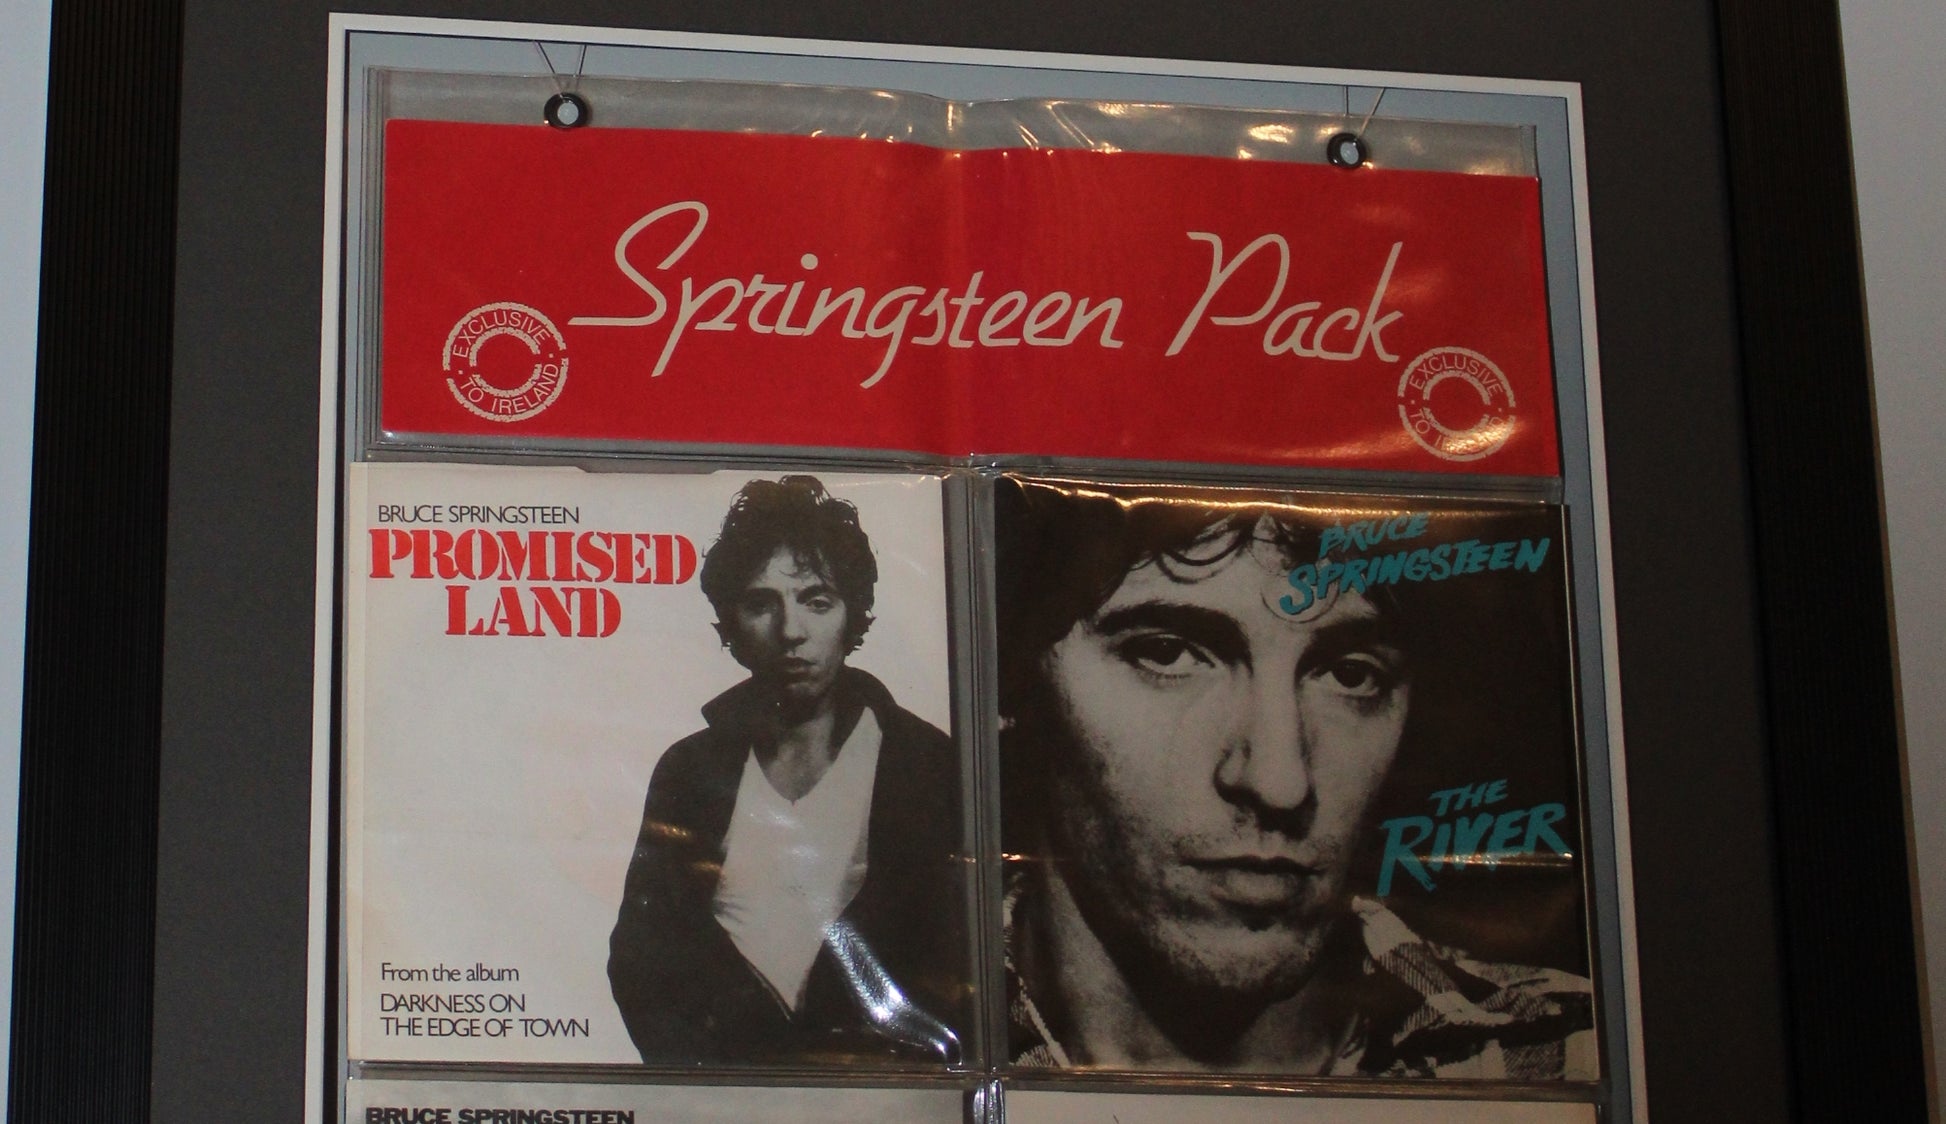 Springsteen Pack
EXCLUSIVE
TO IRELAND
EXCLUSIVE
TO
BRUCE SPRINGSTEEN
PROMISED
LAND
From the album
DARKNESS ON
THE EDGE OF TOWN
BRUCE
SPRINGSTEEN
THE
RIVER
BRUCE SPRINGSTEEN